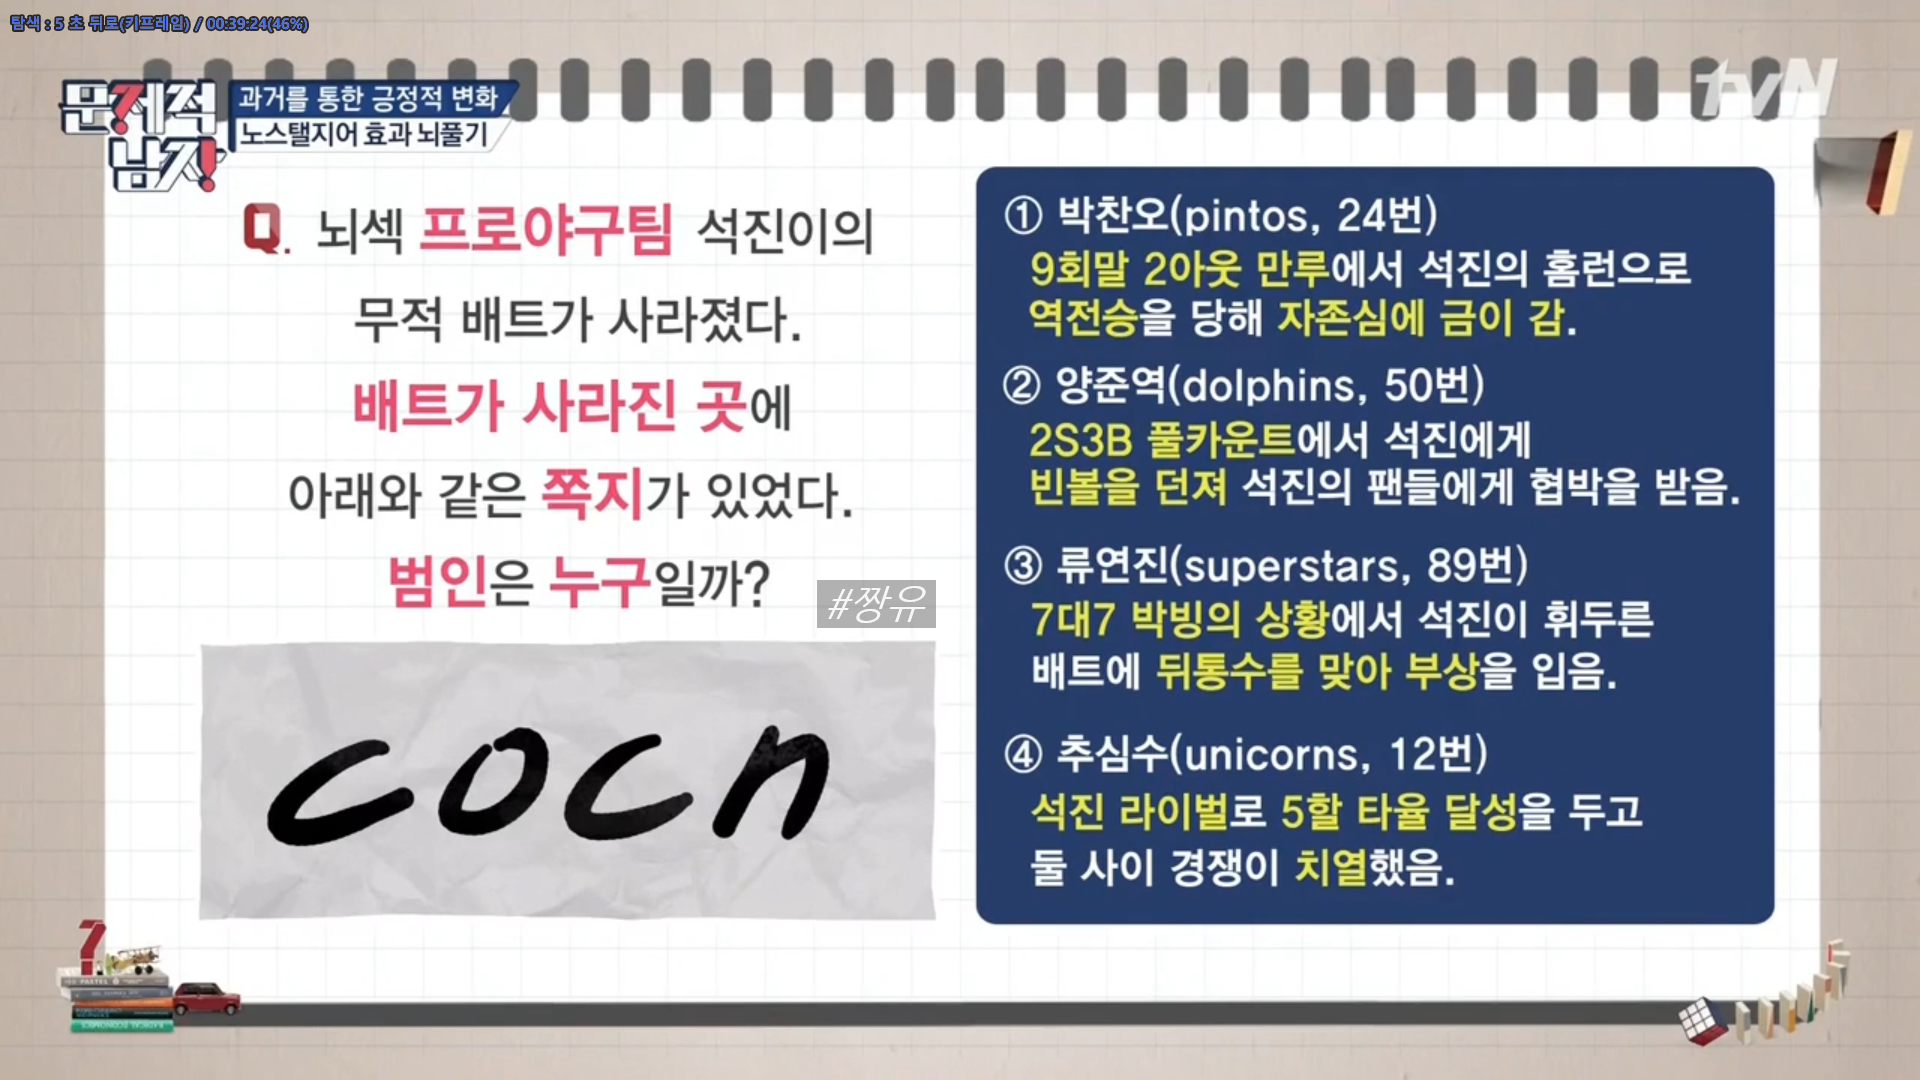 탐색 : 5 초 뒤로(키프레임) / 00:39:24(46%)
문제적
남자
과거를 통한 긍정적 변화
노스탤지어 효과 뇌풀기
tvN
Q. 뇌섹 프로야구팀 석진이의
무적 배트가 사라졌다.
배트가 사라진 곳에
아래와 같은 쪽지가 있었다.
범인은 누구일까?
#짱유
cocn
① 박찬오(pintos, 24번)
9회말 2아웃 만루에서 석진의 홈런으로
역전승을 당해 자존심에 금이 감.
② 양준역(dolphins, 50번)
2S3B 풀카운트에서 석진에게
빈볼을 던져 석진의 팬들에게 협박을 받음.
③ 류연진(superstars, 89번)
7대7 박빙의 상황에서 석진이 휘두른
배트에 뒤통수를 맞아 부상을 입음.
④ 추심수(unicorns, 12번)
석진 라이벌로 5할 타율 달성을 두고
둘 사이 경쟁이 치열했음.